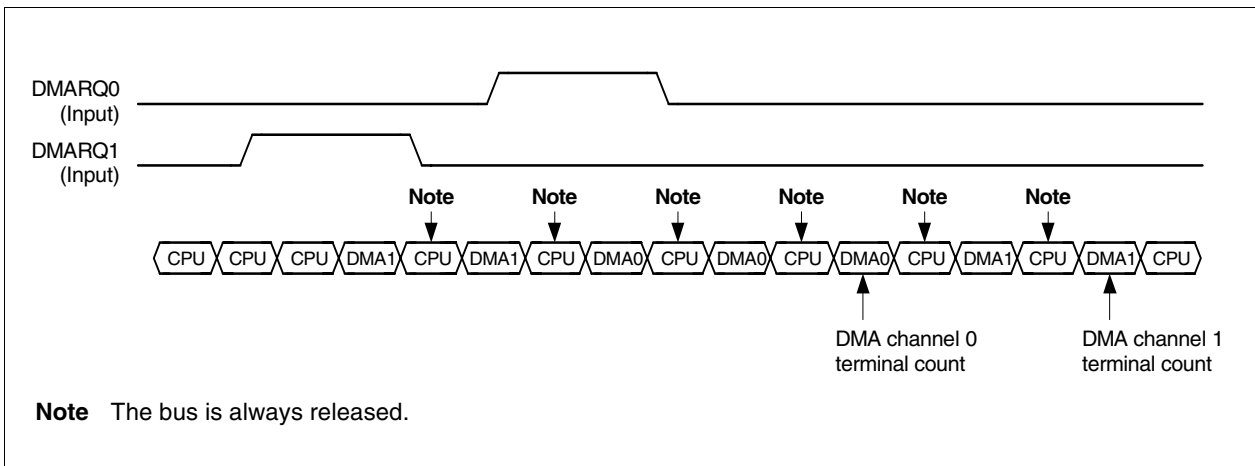 DMARQ0
(Input)
DMARQ1
(Input)
Note Note Note Note Note Note
CPU CPU CPU DMA1 CPU DMA1 CPU DMA0 CPU DMA0 CPU DMA0 CPU DMA1 CPU DMA1 CPU
DMA channel 0
terminal count
DMA channel 1
terminal count
Note The bus is always released.